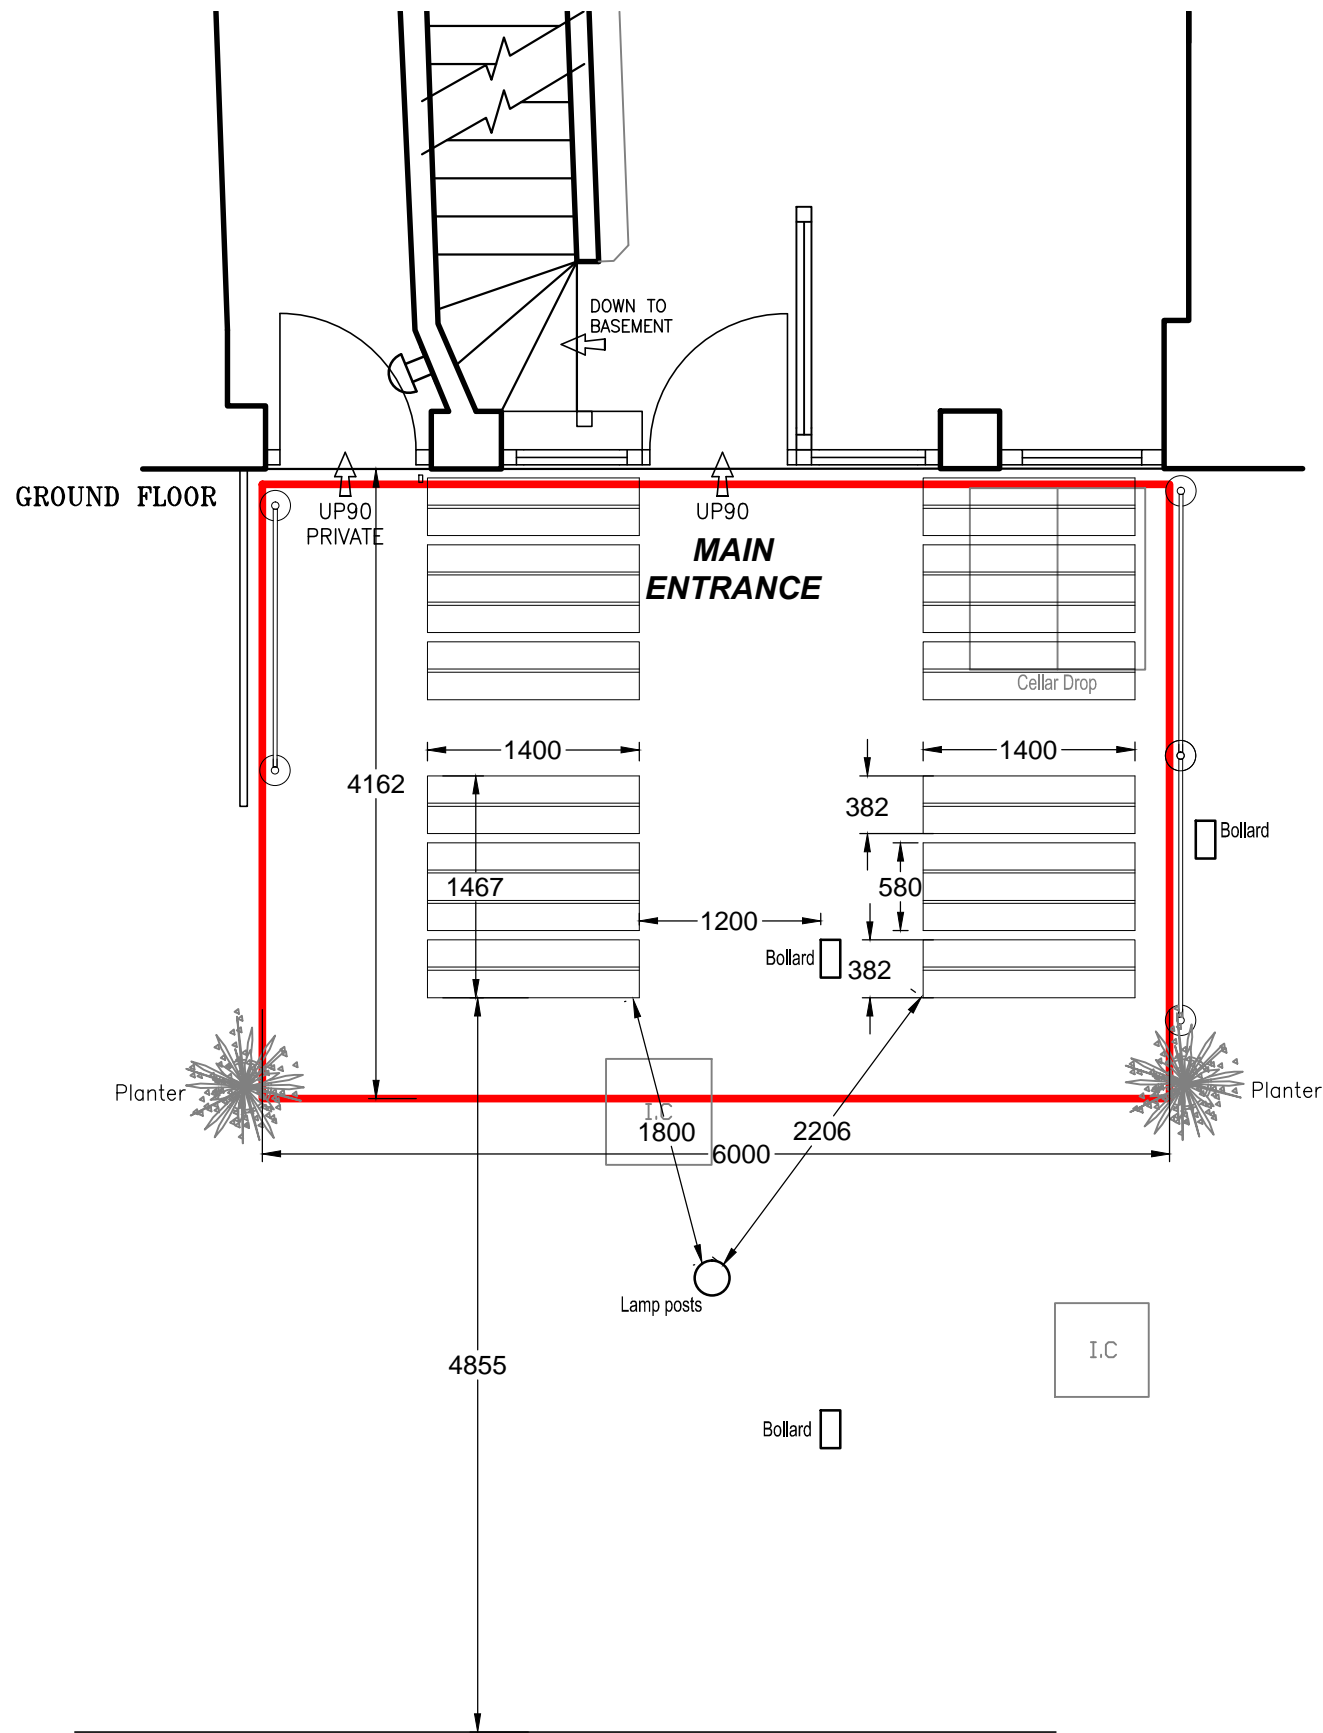 DOWN TO
BASEMENT
GROUND FLOOR
UP90
PRIVATE
UP90
MAIN
ENTRANCE
Cellar Drop
1400
1400
4162
382
Bollard
1467
580
1200
Bollard
382
Planter
Planter
I.C
1800
2206
6000
Lamp posts
I.C
4855
Bollard